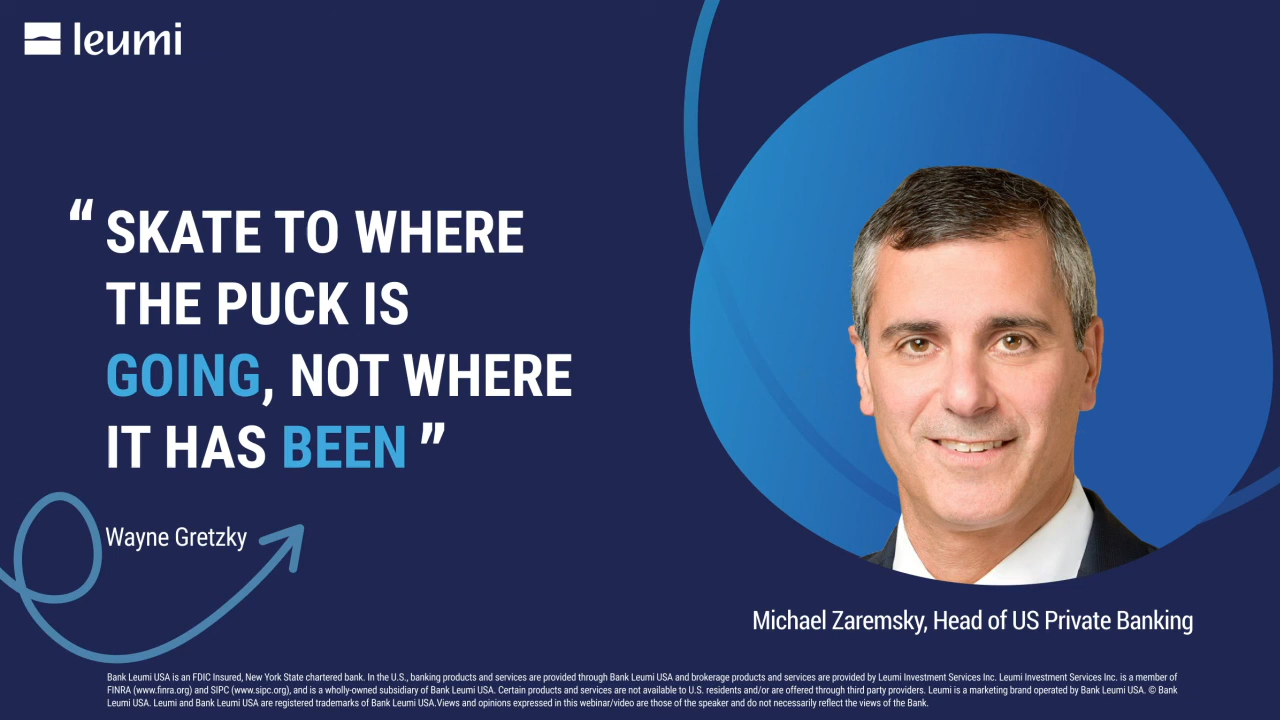 leumi
“ SKATE TO WHERE
THE PUCK IS
GOING, NOT WHERE
IT HAS BEEN ”
Wayne Gretzky
Michael Zaremsky, Head of US Private Banking
Bank Leumi USA is an FDIC Insured, New York State chartered bank. In the U.S., banking products and services are provided through Bank Leumi USA and brokerage products and services are provided by Leumi Investment Services Inc. Leumi Investment Services Inc. is a member of
FINRA (www.finra.org) and SIPC (www.sipc.org), and is a wholly-owned subsidiary of Bank Leumi USA. Certain products and services are not available to U.S. residents and/or are offered through third party providers. Leumi is a marketing brand operated by Bank Leumi USA. © Bank
Leumi USA. Leumi and Bank Leumi USA are registered trademarks of Bank Leumi USA.Views and opinions expressed in this webinar/video are those of the speaker and do not necessarily reflect the views of the Bank.